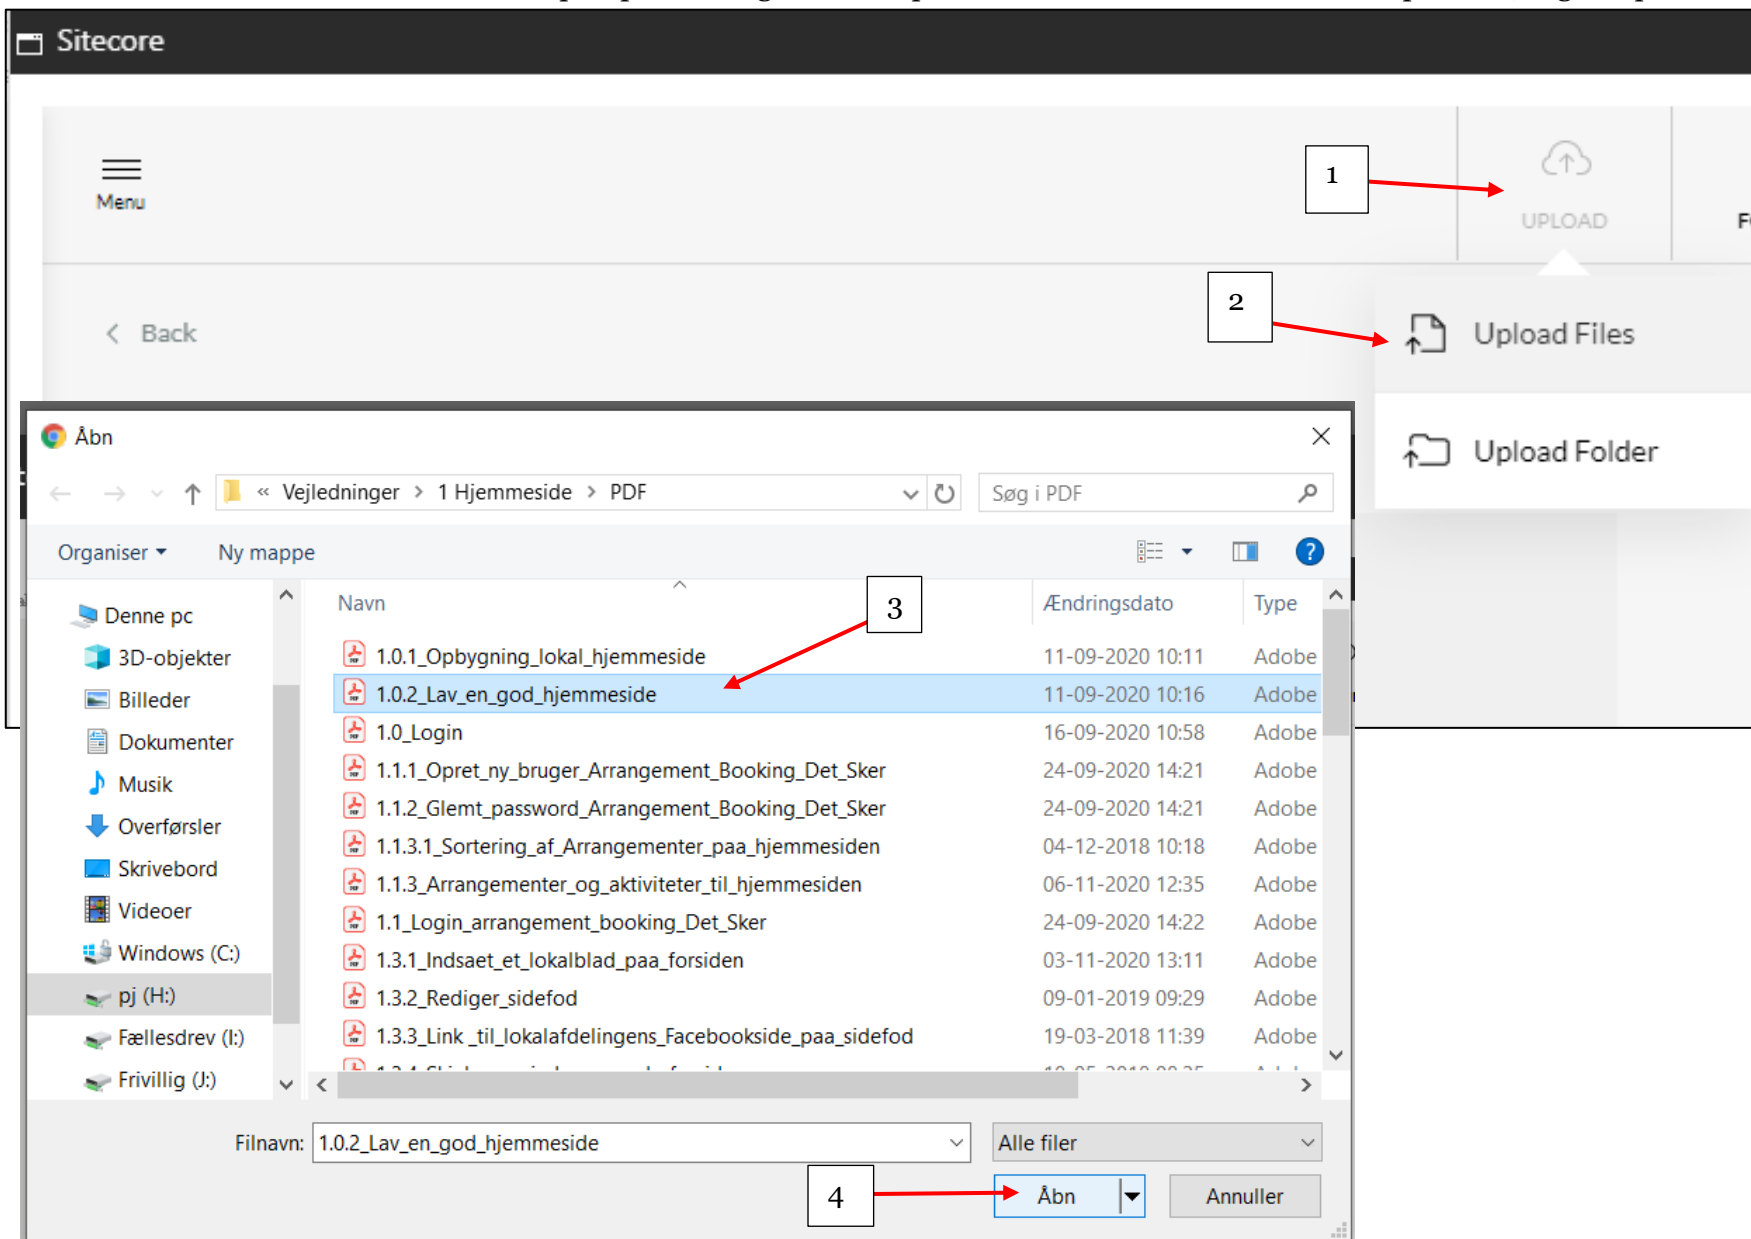 Sitecore
Menu
1
UPLOAD
2
Back
Upload Files
Upload Folder
Åbn
« Vejledninger > 1 Hjemmeside > PDF
Søg i PDF
Organiser
Ny mappe
?
Denne pc
3D-objekter
Billeder
Dokumenter
Musik
Overførsler
Skrivebord
Videoer
Windows (C:)
pj (H:)
Fællesdrev (I:)
Frivillig (J:)
Navn Ændringsdato Type
3
1.0.1_Opbygning_lokal_hjemmeside 11-09-2020 10:11 Adobe
1.0.2_Lav_en_god_hjemmeside 11-09-2020 10:16 Adobe
1.0_Login 16-09-2020 10:58 Adobe
1.1.1_Opret_ny_bruger_Arrangement_Booking_Det_Sker 24-09-2020 14:21 Adobe
1.1.2_Glemt_password_Arrangement_Booking_Det_Sker 24-09-2020 14:21 Adobe
1.1.3.1_Sortering_af_Arrangementer_paa_hjemmesiden 04-12-2018 10:18 Adobe
1.1.3_Arrangementer_og_aktiviteter_til_hjemmesiden 06-11-2020 12:35 Adobe
1.1_Login_arrangement_booking_Det_Sker 24-09-2020 14:22 Adobe
1.3.1_Indsaet_et_lokalblad_paa_forsiden 03-11-2020 13:11 Adobe
1.3.2_Rediger_sidefod 09-01-2019 09:29 Adobe
1.3.3_Link _til_lokalafdelingens_Facebookside_paa_sidefod 19-03-2018 11:39 Adobe
Filnavn: 1.0.2_Lav_en_god_hjemmeside
Alle filer
4
Åbn
Annuller